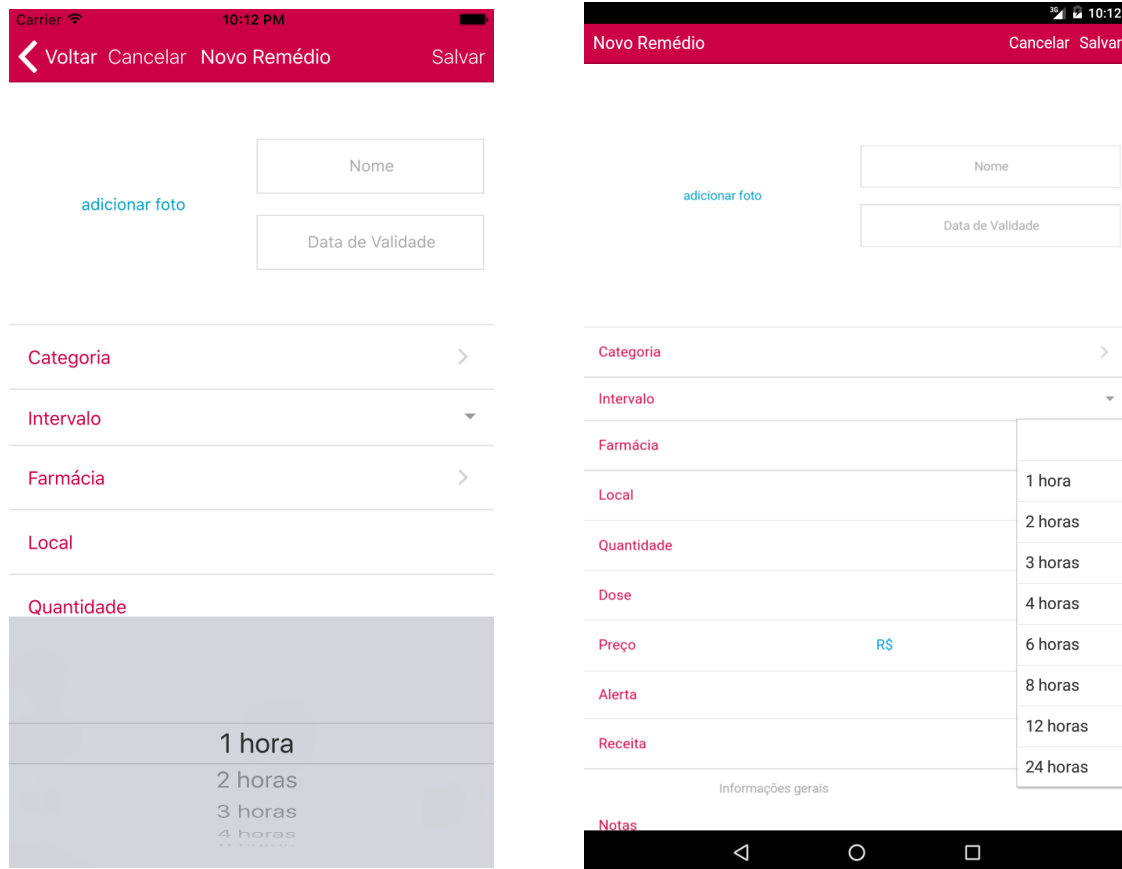 Carrier 10:12 PM
Voltar Cancelar Novo Remédio Salvar
Nome
adicionar foto
Data de Validade
Categoria
Intervalo
Farmácia
Local
Quantidade
1 hora
2 horas
3 horas
4 horas
3G 10:12
Novo Remédio Cancelar Salvar
Nome
adicionar foto
Data de Validade
Categoria
Intervalo
Farmácia
1 hora
Local
2 horas
Quantidade
3 horas
Dose
4 horas
Preço R$ 6 horas
8 horas
Alerta
12 horas
Receita
24 horas
Informações gerais
Notas